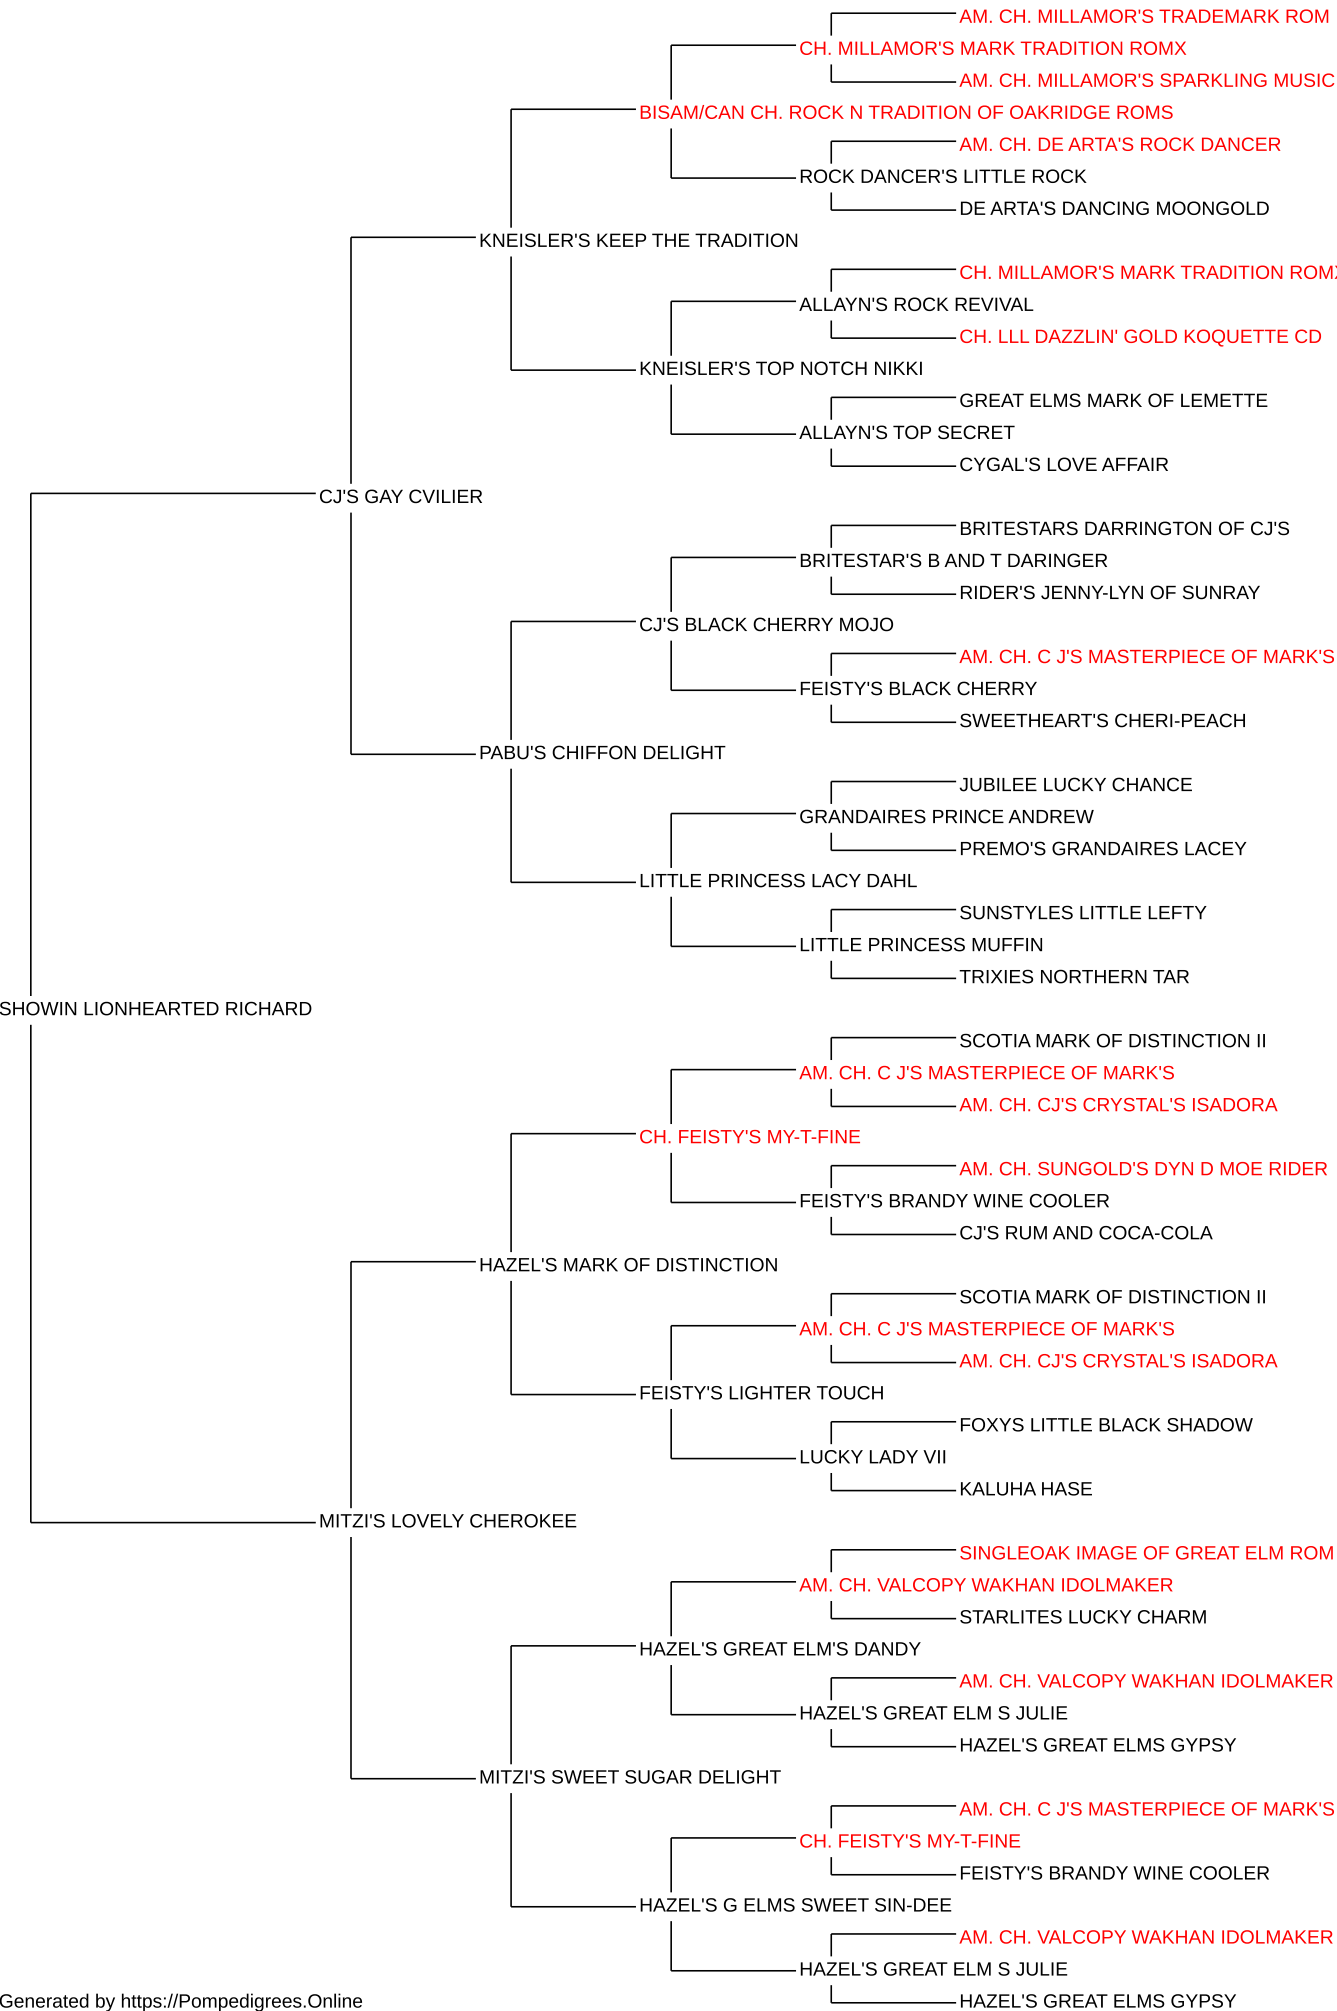 AM. CH. MILLAMOR'S TRADEMARK ROM
CH. MILLAMOR'S MARK TRADITION ROMX
AM. CH. MILLAMOR'S SPARKLING MUSIC
BISAM/CAN CH. ROCK N TRADITION OF OAKRIDGE ROMS
AM. CH. DE ARTA'S ROCK DANCER
ROCK DANCER'S LITTLE ROCK
DE ARTA'S DANCING MOONGOLD
KNEISLER'S KEEP THE TRADITION
CH. MILLAMOR'S MARK TRADITION ROMX
ALLAYN'S ROCK REVIVAL
CH. LLL DAZZLIN' GOLD KOQUETTE CD
KNEISLER'S TOP NOTCH NIKKI
GREAT ELMS MARK OF LEMETTE
ALLAYN'S TOP SECRET
CYGAL'S LOVE AFFAIR
CJ'S GAY CVILIER
BRITESTARS DARRINGTON OF CJ'S
BRITESTAR'S B AND T DARINGER
RIDER'S JENNY-LYN OF SUNRAY
CJ'S BLACK CHERRY MOJO
AM. CH. C J'S MASTERPIECE OF MARK'S
FEISTY'S BLACK CHERRY
SWEETHEART'S CHERI-PEACH
PABU'S CHIFFON DELIGHT
JUBILEE LUCKY CHANCE
GRANDAIRES PRINCE ANDREW
PREMO'S GRANDAIRES LACEY
LITTLE PRINCESS LACY DAHL
SUNSTYLES LITTLE LEFTY
LITTLE PRINCESS MUFFIN
TRIXIES NORTHERN TAR
SHOWIN LIONHEARTED RICHARD
SCOTIA MARK OF DISTINCTION II
AM. CH. C J'S MASTERPIECE OF MARK'S
AM. CH. CJ'S CRYSTAL'S ISADORA
CH. FEISTY'S MY-T-FINE
AM. CH. SUNGOLD'S DYN D MOE RIDER
FEISTY'S BRANDY WINE COOLER
CJ'S RUM AND COCA-COLA
HAZEL'S MARK OF DISTINCTION
SCOTIA MARK OF DISTINCTION II
AM. CH. C J'S MASTERPIECE OF MARK'S
AM. CH. CJ'S CRYSTAL'S ISADORA
FEISTY'S LIGHTER TOUCH
FOXYS LITTLE BLACK SHADOW
LUCKY LADY VII
KALUHA HASE
MITZI'S LOVELY CHEROKEE
SINGLEOAK IMAGE OF GREAT ELM ROM
AM. CH. VALCOPY WAKHAN IDOLMAKER
STARLITES LUCKY CHARM
HAZEL'S GREAT ELM'S DANDY
AM. CH. VALCOPY WAKHAN IDOLMAKER
HAZEL'S GREAT ELM S JULIE
HAZEL'S GREAT ELMS GYPSY
MITZI'S SWEET SUGAR DELIGHT
AM. CH. C J'S MASTERPIECE OF MARK'S
CH. FEISTY'S MY-T-FINE
FEISTY'S BRANDY WINE COOLER
HAZEL'S G ELMS SWEET SIN-DEE
AM. CH. VALCOPY WAKHAN IDOLMAKER
HAZEL'S GREAT ELM S JULIE
HAZEL'S GREAT ELMS GYPSY
Generated by https://Pompedigrees.Online